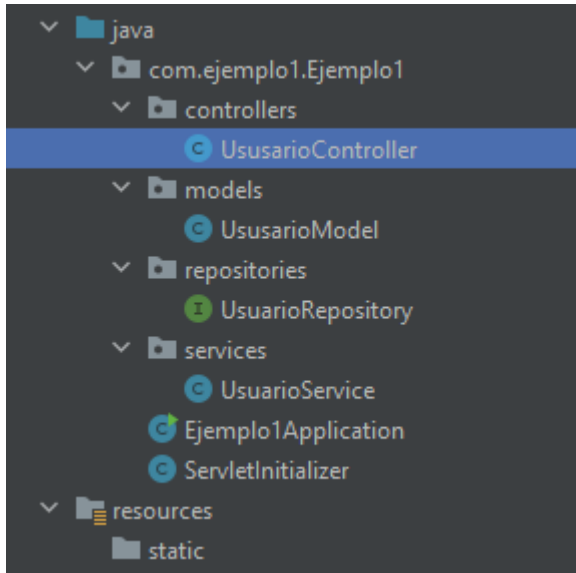 java
com.ejemplo1.Ejemplo1
controllers
C UsusarioController
models
C UsusarioModel
repositories
I UsuarioRepository
services
C UsuarioService
C Ejemplo1Application
C ServletInitializer
resources
static